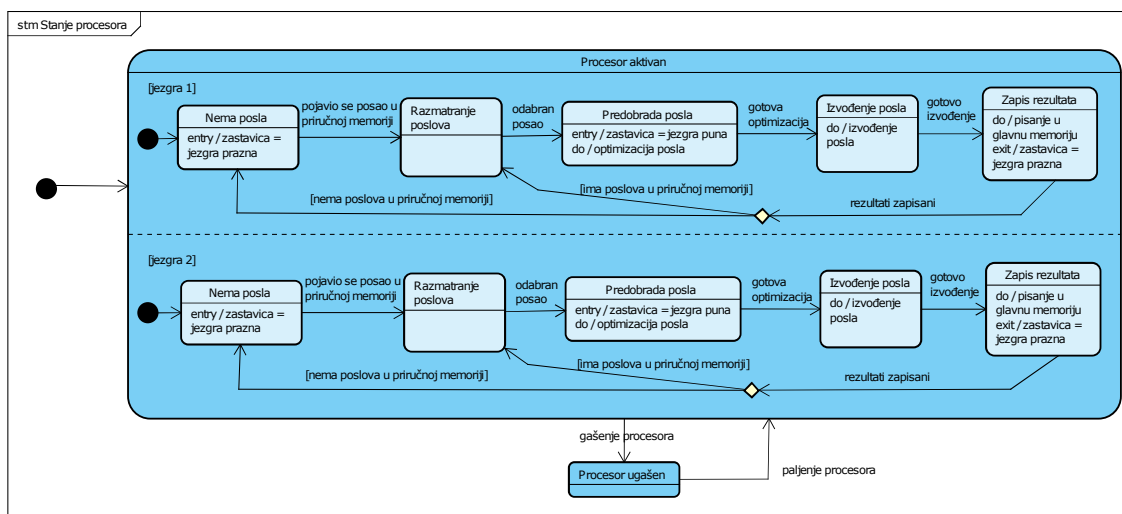 stm Stanje procesora
Procesor aktivan
[jezgra 1]
Nema posla
entry / zastavica =
jezgra prazna
pojavio se posao u
priručnoj memoriji
Razmatranje
poslova
odabran
posao
Predobrada posla
entry / zastavica = jezgra puna
do / optimizacija posla
gotova
optimizacija
Izvođenje posla
do / izvođenje
posla
gotovo
izvođenje
Zapis rezultata
do / pisanje u
glavnu memoriju
exit / zastavica =
jezgra prazna
[nema poslova u priručnoj memoriji]
[ima poslova u priručnoj memoriji]
rezultati zapisani
[jezgra 2]
Nema posla
entry / zastavica =
jezgra prazna
pojavio se posao u
priručnoj memoriji
Razmatranje
poslova
odabran
posao
Predobrada posla
entry / zastavica = jezgra puna
do / optimizacija posla
gotova
optimizacija
Izvođenje posla
do / izvođenje
posla
gotovo
izvođenje
Zapis rezultata
do / pisanje u
glavnu memoriju
exit / zastavica =
jezgra prazna
[nema poslova u priručnoj memoriji]
[ima poslova u priručnoj memoriji]
rezultati zapisani
gašenje procesora
Procesor ugašen
paljenje procesora